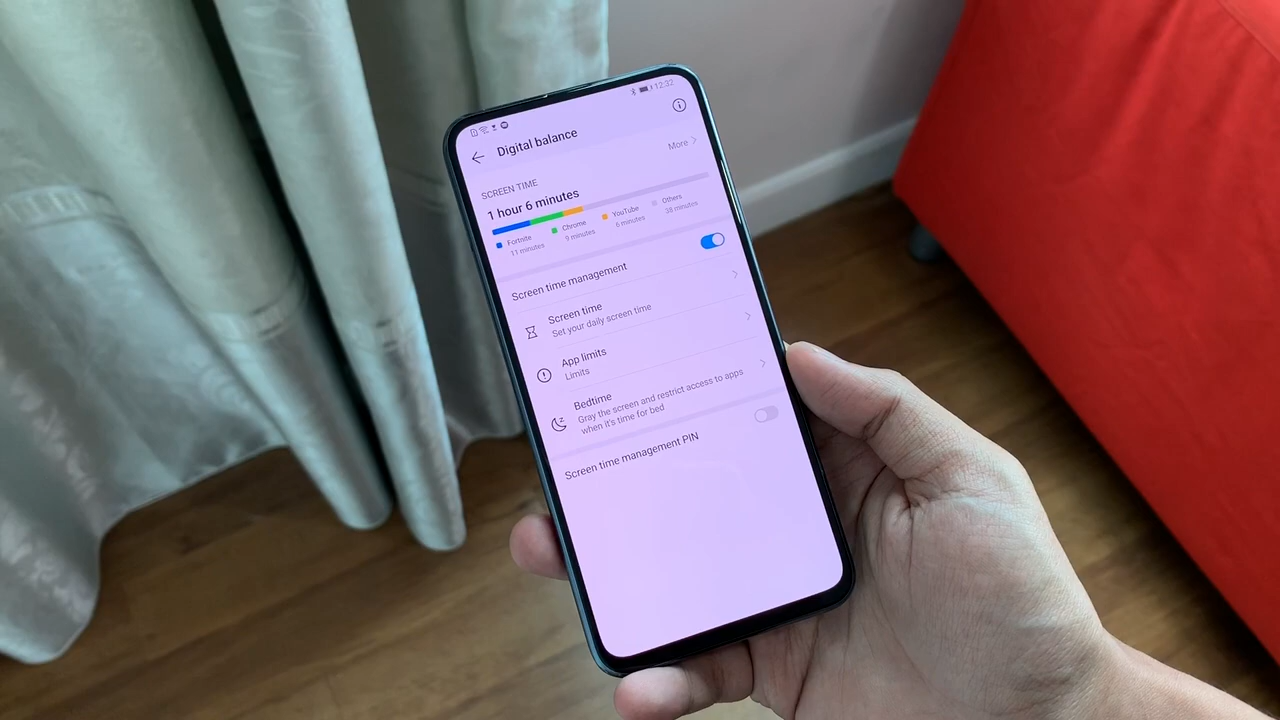 12:32
Digital balance
More
SCREEN TIME
1 hour 6 minutes
Fortnite
11 minutes
Chrome
9 minutes
YouTube
6 minutes
Others
38 minutes
Screen time management
Screen time
Set your daily screen time
App limits
Limits
Bedtime
Gray the screen and restrict access to apps
when it's time for bed
Screen time management PIN